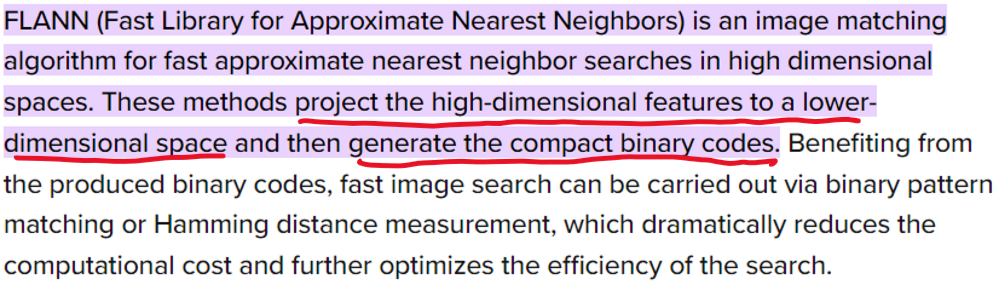 FLANN (Fast Library for Approximate Nearest Neighbors) is an image matching
algorithm for fast approximate nearest neighbor searches in high dimensional
spaces. These methods project the high-dimensional features to a lower-
dimensional space and then generate the compact binary codes. Benefiting from
the produced binary codes, fast image search can be carried out via binary pattern
matching or Hamming distance measurement, which dramatically reduces the
computational cost and further optimizes the efficiency of the search.